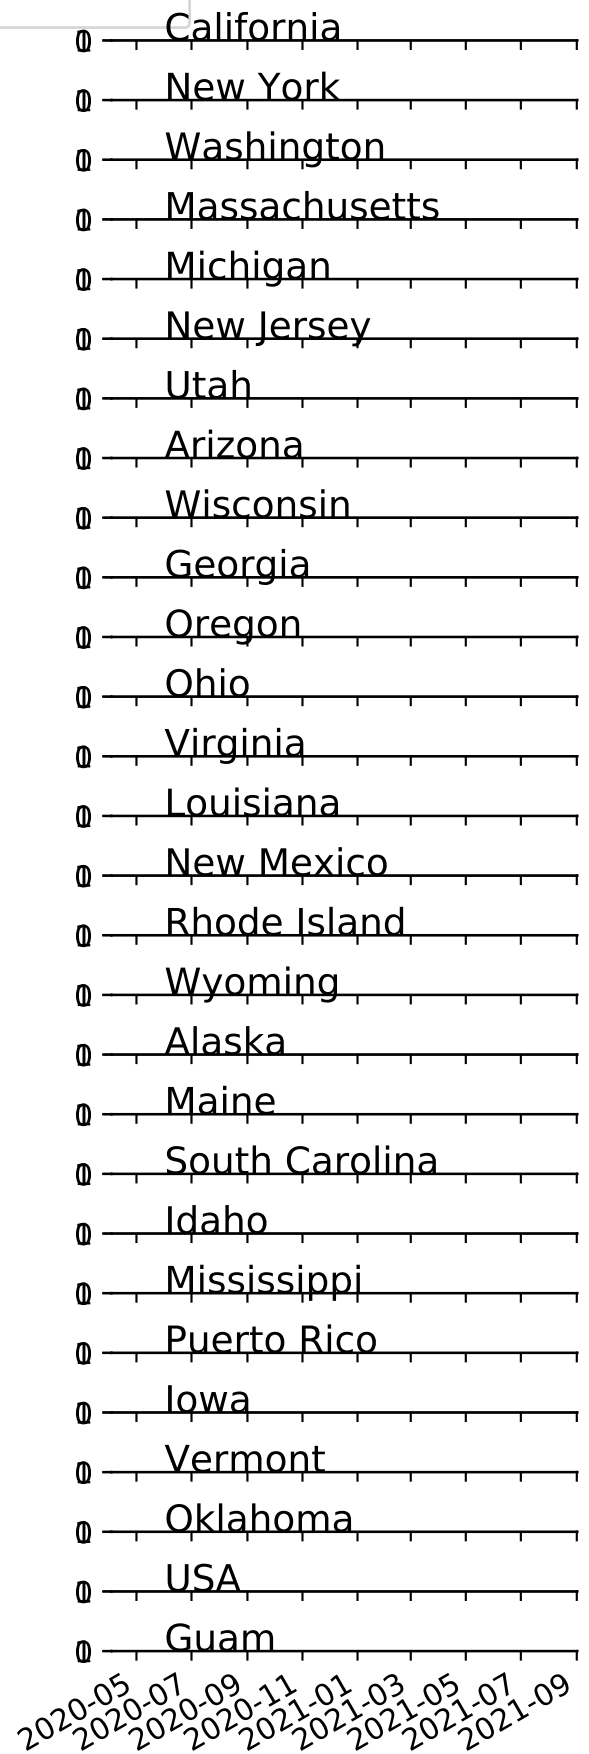 California
New York
Washington
Massachusetts
Michigan
New Jersey
Utah
Arizona
Wisconsin
Georgia
Oregon
Ohio
Virginia
Louisiana
New Mexico
Rhode Island
Wyoming
Alaska
Maine
South Carolina
Idaho
Mississippi
Puerto Rico
Iowa
Vermont
Oklahoma
USA
Guam
2020-05 2020-07 2020-09 2020-11 2021-01 2021-03 2021-05 2021-07 2021-09